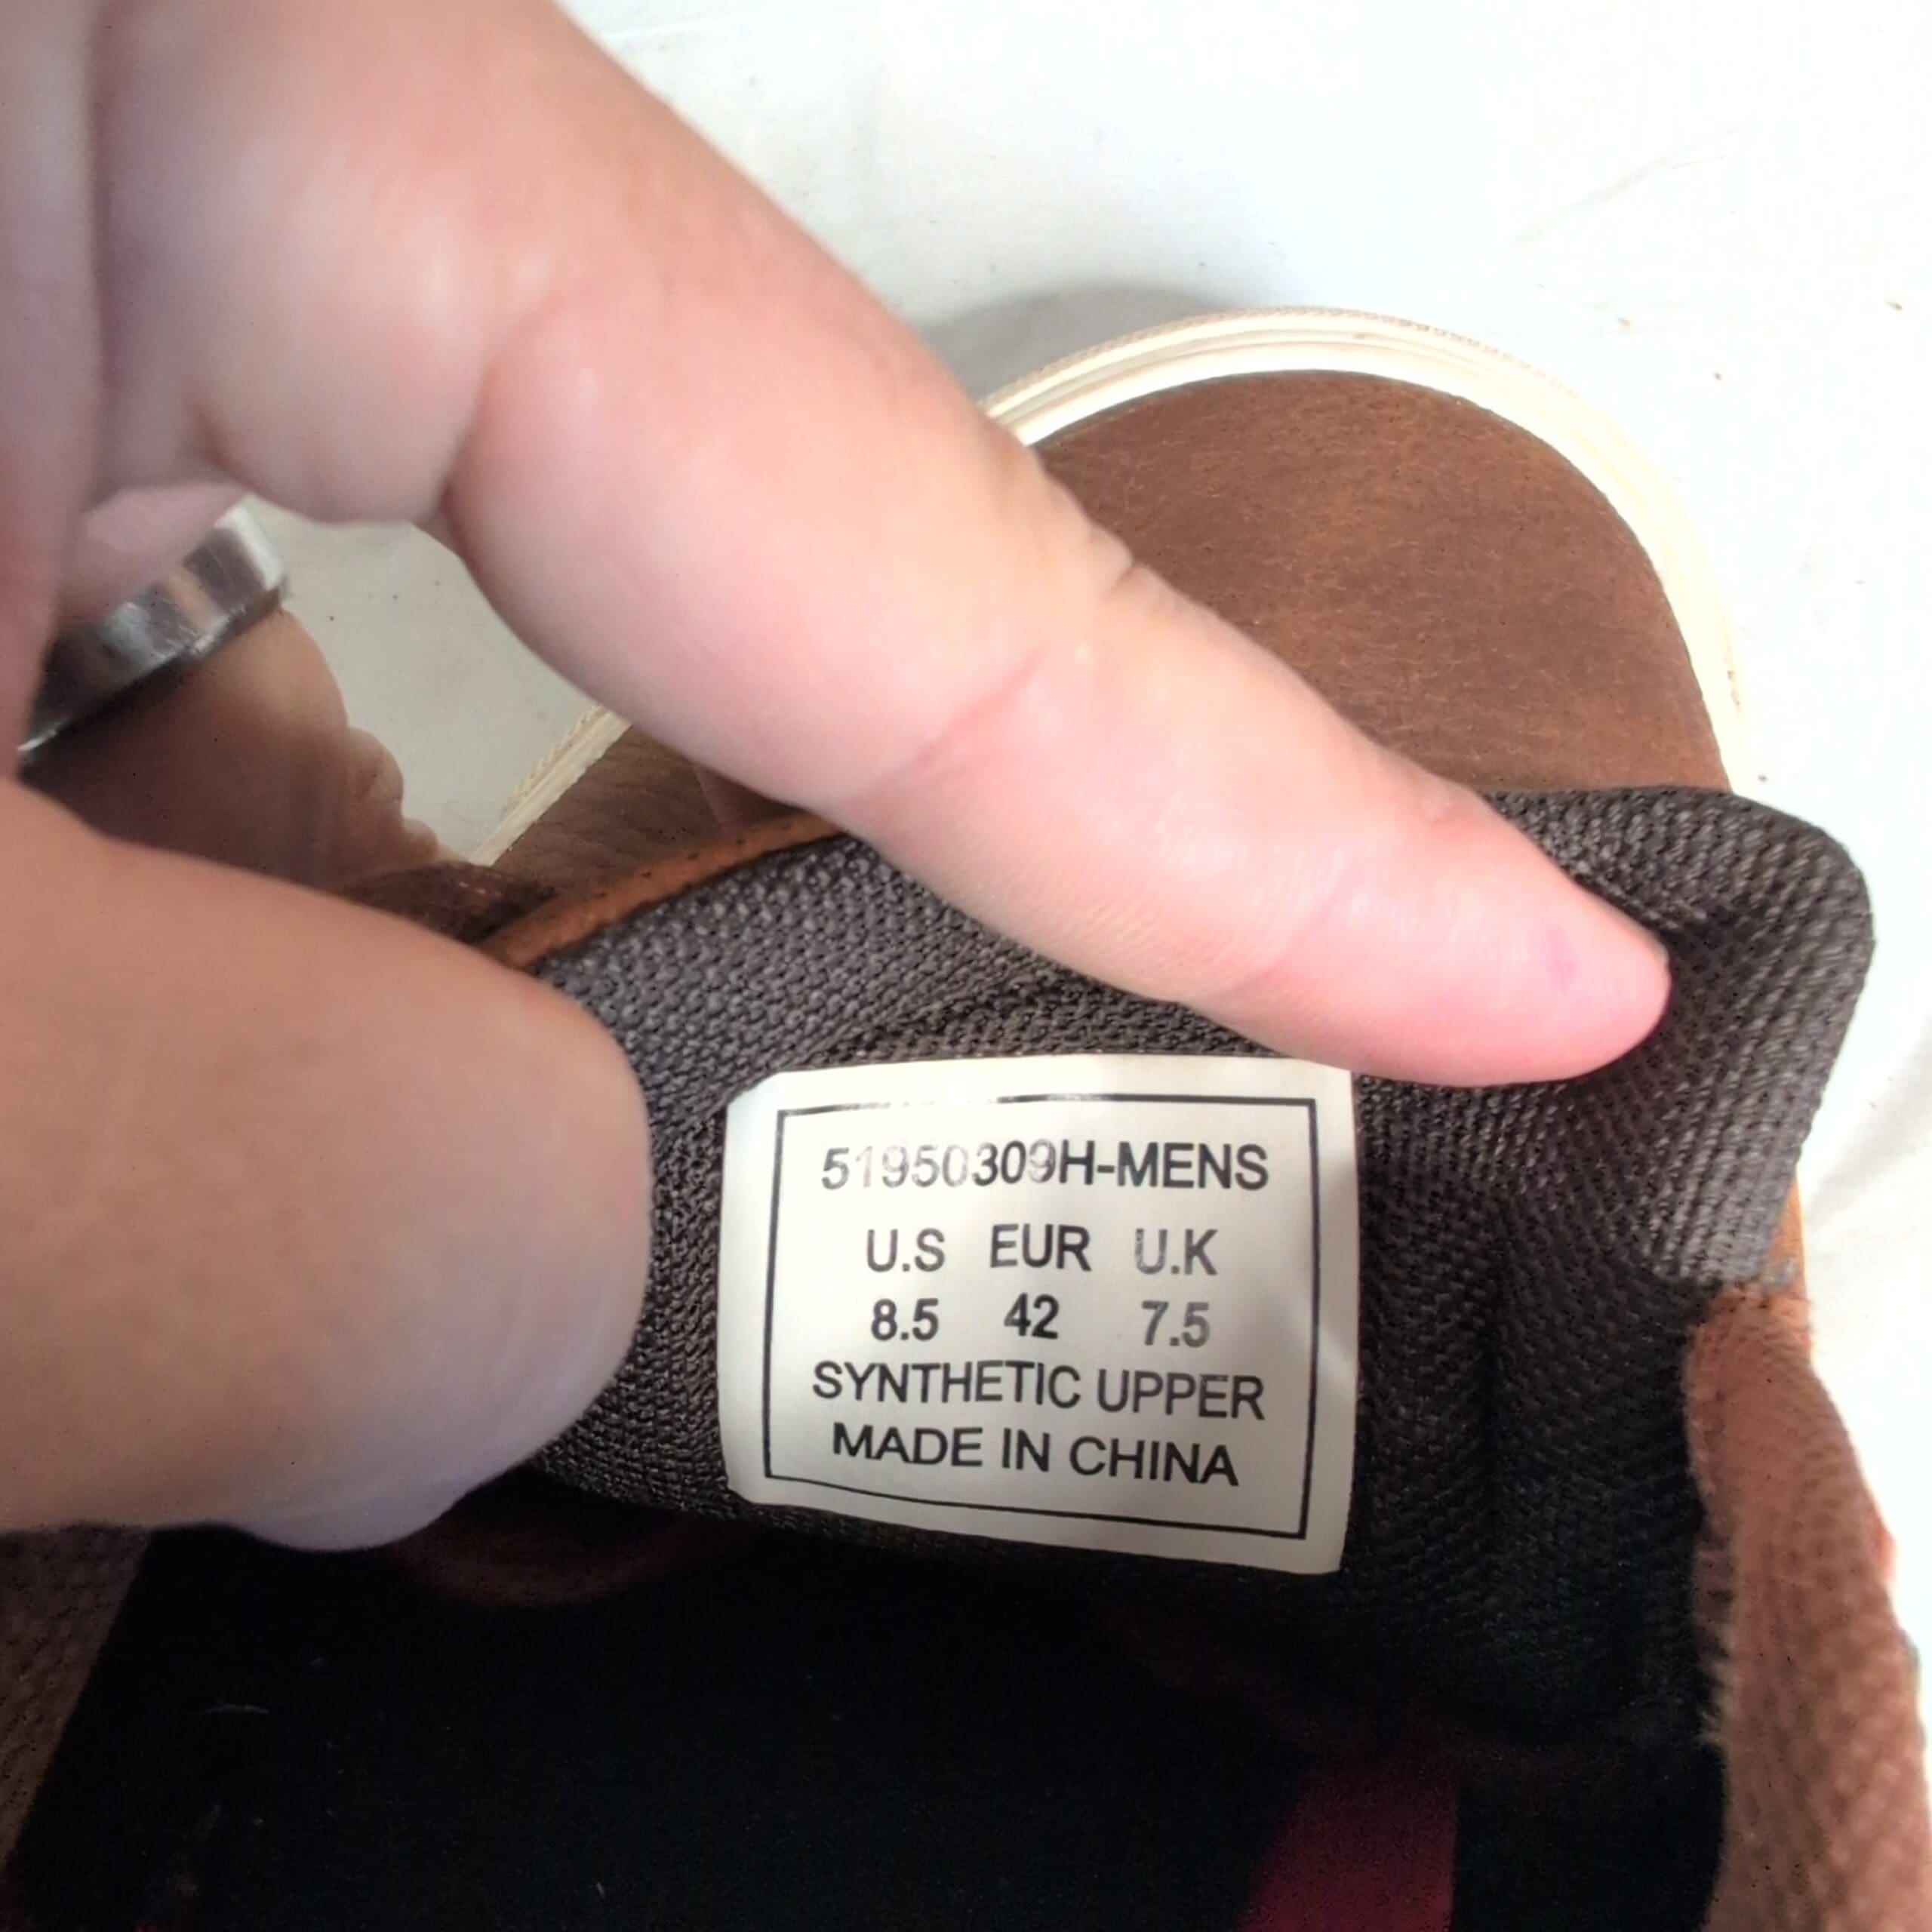 51950309H-MENS
U.S EUR U.K
8.5 42 7.5
SYNTHETIC UPPER
MADE IN CHINA